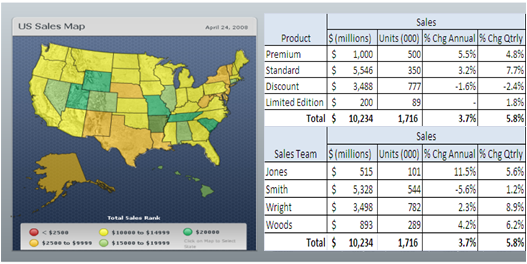 US Sales Map April 24, 2008
Total Sales Rank
< $2500 $10000 to $14999 $20000
$2500 to $9999 $15000 to $19999
Sales
Product $ (millions) Units (000) % Chg Annual % Chg Qtrly
Premium $ 1,000 500 5.5% 4.8%
Standard $ 5,546 350 3.2% 7.7%
Discount $ 3,488 777 -1.6% -2.4%
Limited Edition $ 200 89 - 1.8%
Total $ 10,234 1,716 3.7% 5.8%
Sales
Sales Team $ (millions) Units (000) % Chg Annual % Chg Qtrly
Jones $ 515 101 11.5% 5.6%
Smith $ 5,328 544 -5.6% 1.2%
Wright $ 3,498 782 2.3% 8.9%
Woods $ 893 289 4.2% 6.2%
Total $ 10,234 1,716 3.7% 5.8%